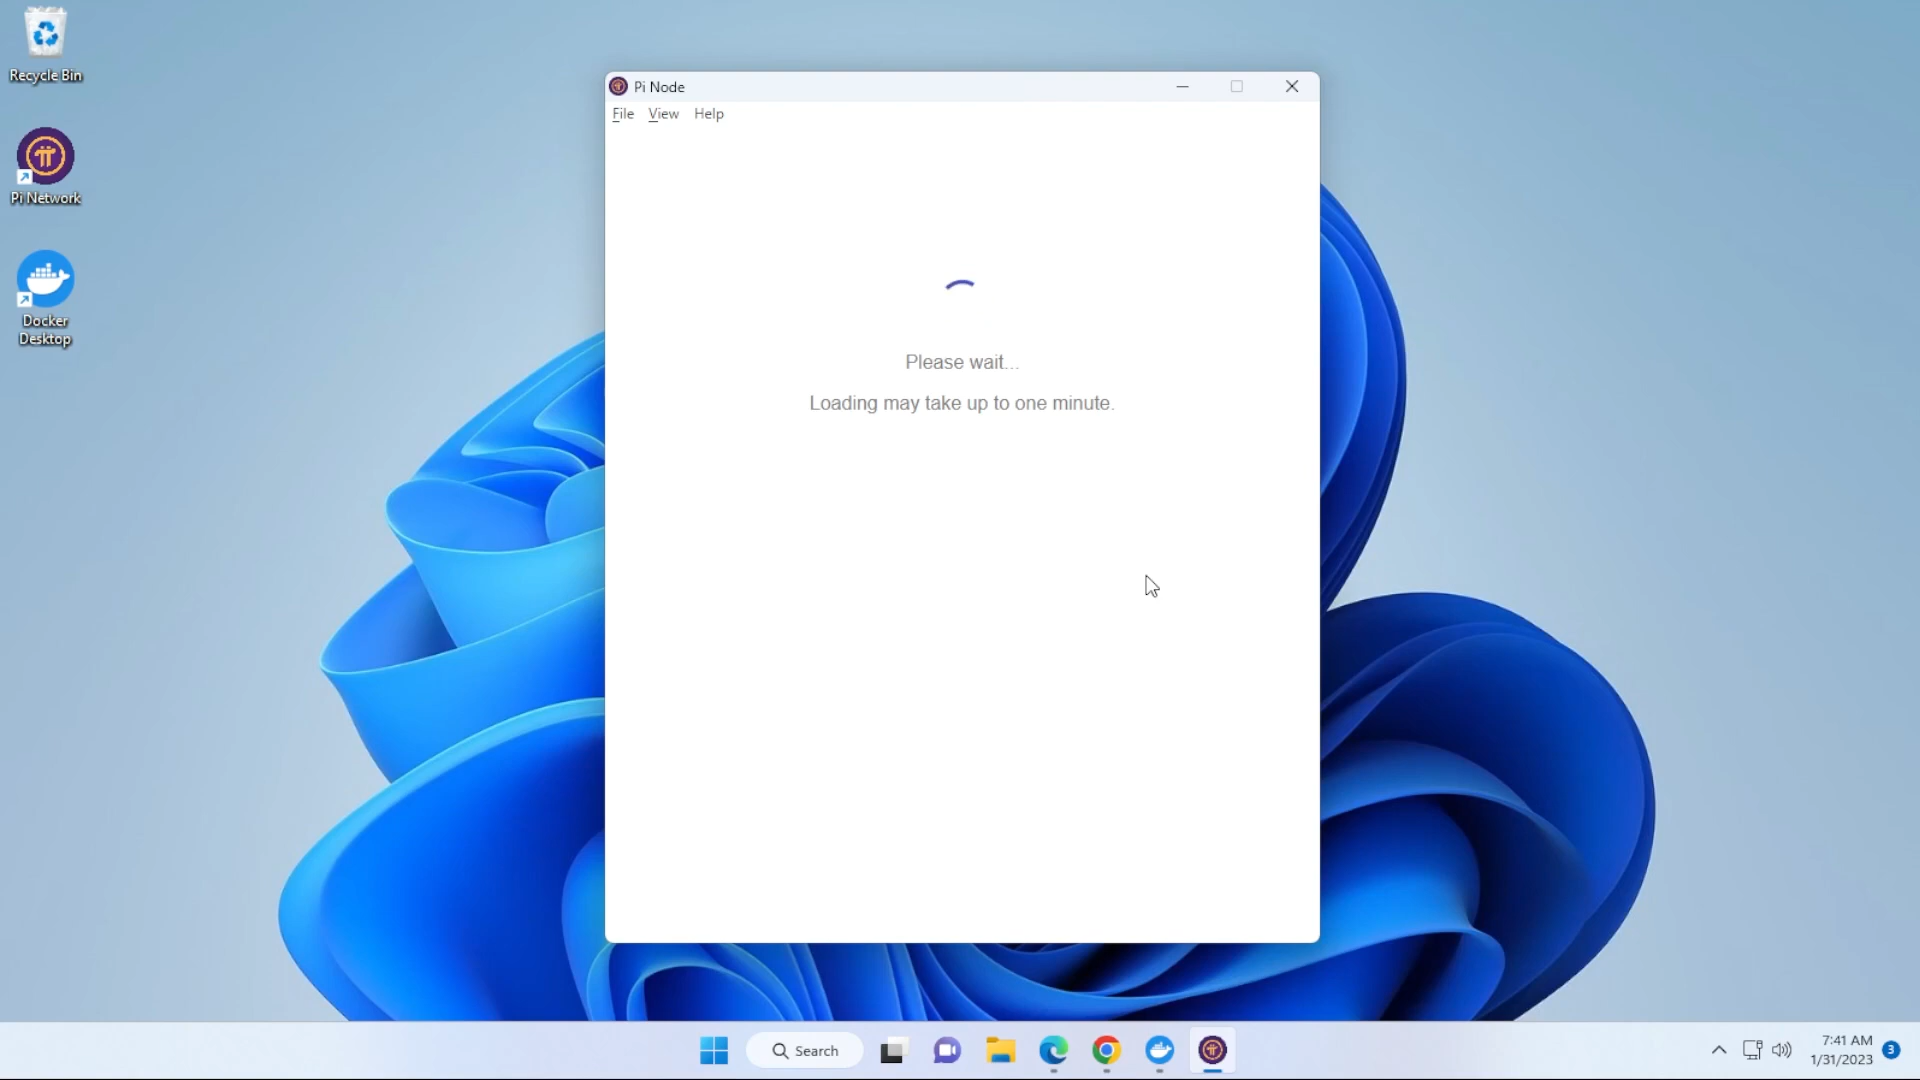 Recycle Bin
Pi Network
Docker
Desktop
Pi Node
File View Help
Please wait...
Loading may take up to one minute.
Search
7:41 AM
1/31/2023
3